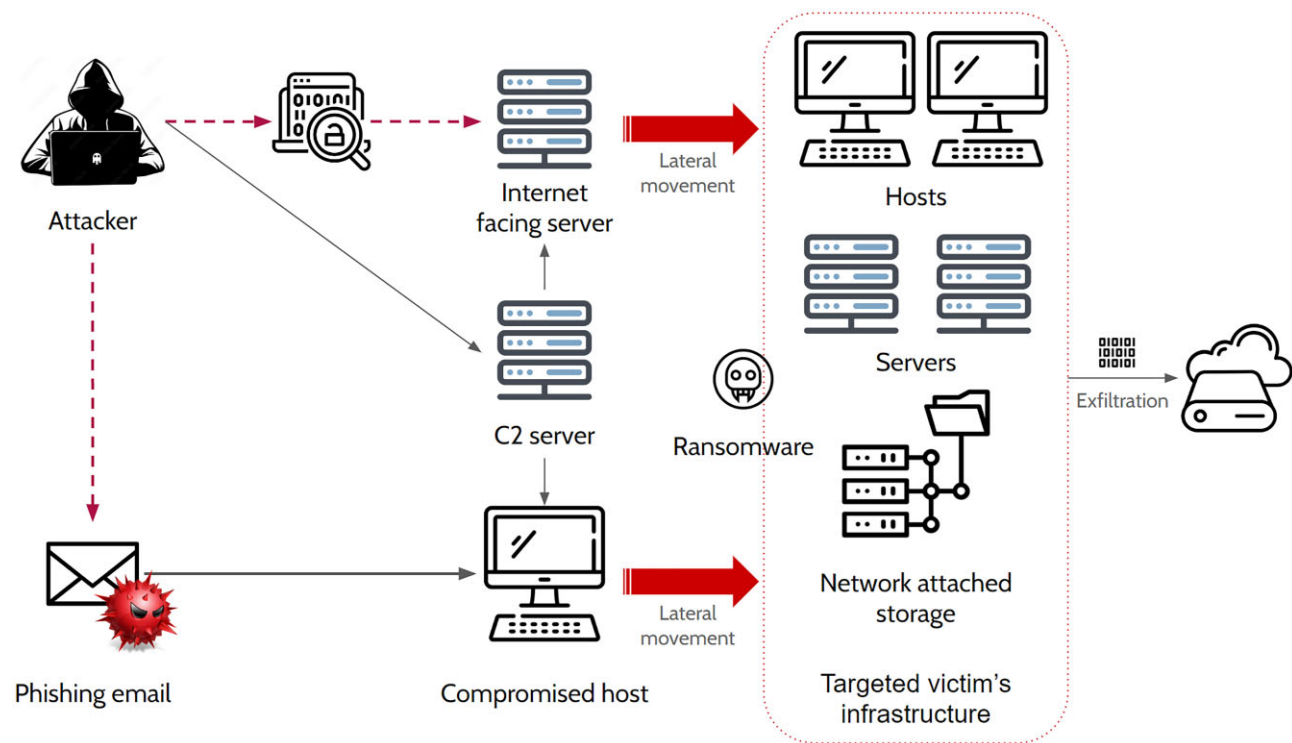 Attacker
Internet
facing server
Lateral
movement
Hosts
Servers
C2 server
Ransomware
Exfiltration
Network attached
storage
Lateral
movement
Phishing email
Compromised host
Targeted victim's
infrastructure